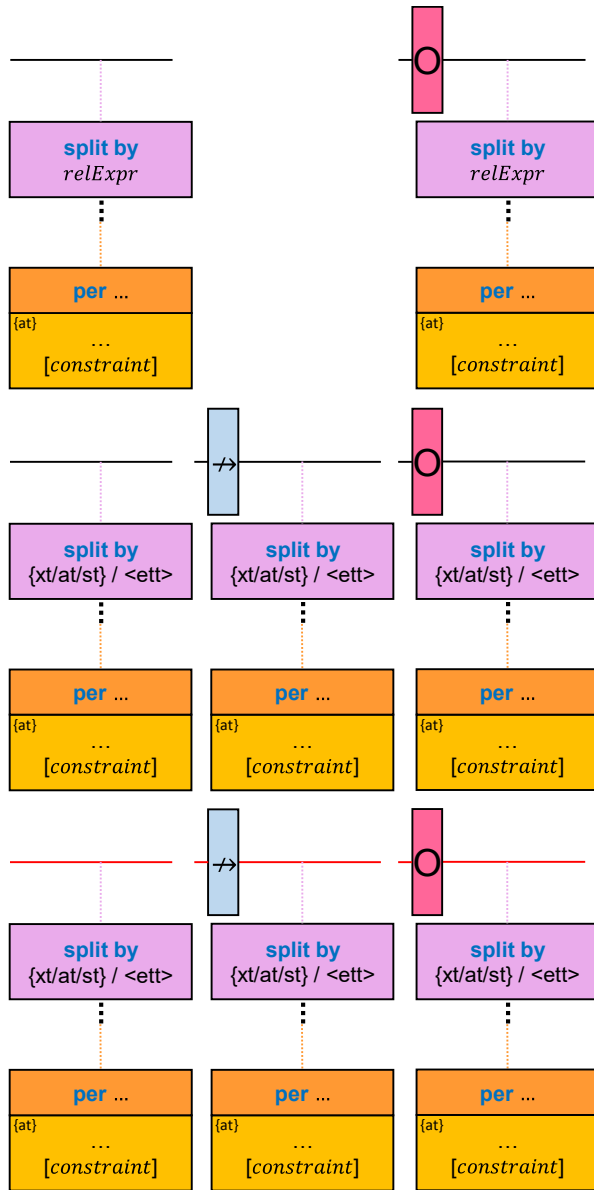 O
split by
relExpr
split by
relExpr
per ...
{at}
...
[constraint]
per ...
{at}
...
[constraint]
↛
O
split by
{xt/at/st} / <ett>
split by
{xt/at/st} / <ett>
split by
{xt/at/st} / <ett>
per ...
{at}
...
[constraint]
per ...
{at}
...
[constraint]
per ...
{at}
...
[constraint]
↛
O
split by
{xt/at/st} / <ett>
split by
{xt/at/st} / <ett>
split by
{xt/at/st} / <ett>
per ...
{at}
...
[constraint]
per ...
{at}
...
[constraint]
per ...
{at}
...
[constraint]